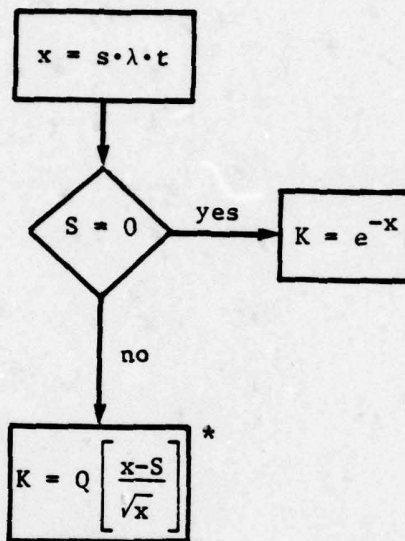 x = s·λ·t
S = 0
yes
K = e^{-x}
no
K = Q [ (x-S)/√x ] *